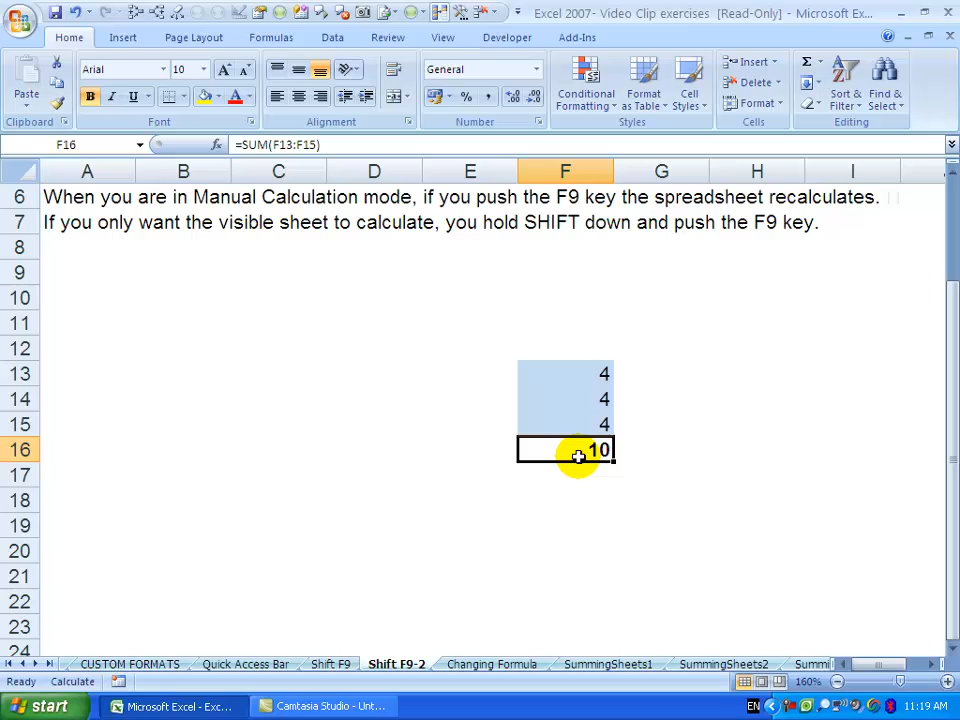 Excel 2007- Video Clip exercises [Read-Only] - Microsoft Ex...
Home Insert Page Layout Formulas Data Review View Developer Add-Ins
Paste
Arial 10
B I U
General
Conditional Formatting
Format as Table
Cell Styles
Insert
Delete
Format
Sort & Filter
Find & Select
Clipboard Font Alignment Number Styles Cells Editing
F16 fx =SUM(F13:F15)
A B C D E F G H I
6 When you are in Manual Calculation mode, if you push the F9 key the spreadsheet recalculates.
7 If you only want the visible sheet to calculate, you hold SHIFT down and push the F9 key.
8
9
10
11
12
13 4
14 4
15 4
16 10
17
18
19
20
21
22
23
24
CUSTOM FORMATS Quick Access Bar Shift F9 Shift F9-2 Changing Formula SummingSheets1 SummingSheets2 Summi
Ready Calculate 160%
start Microsoft Excel - Exc... Camtasia Studio - Unt... EN 11:19 AM